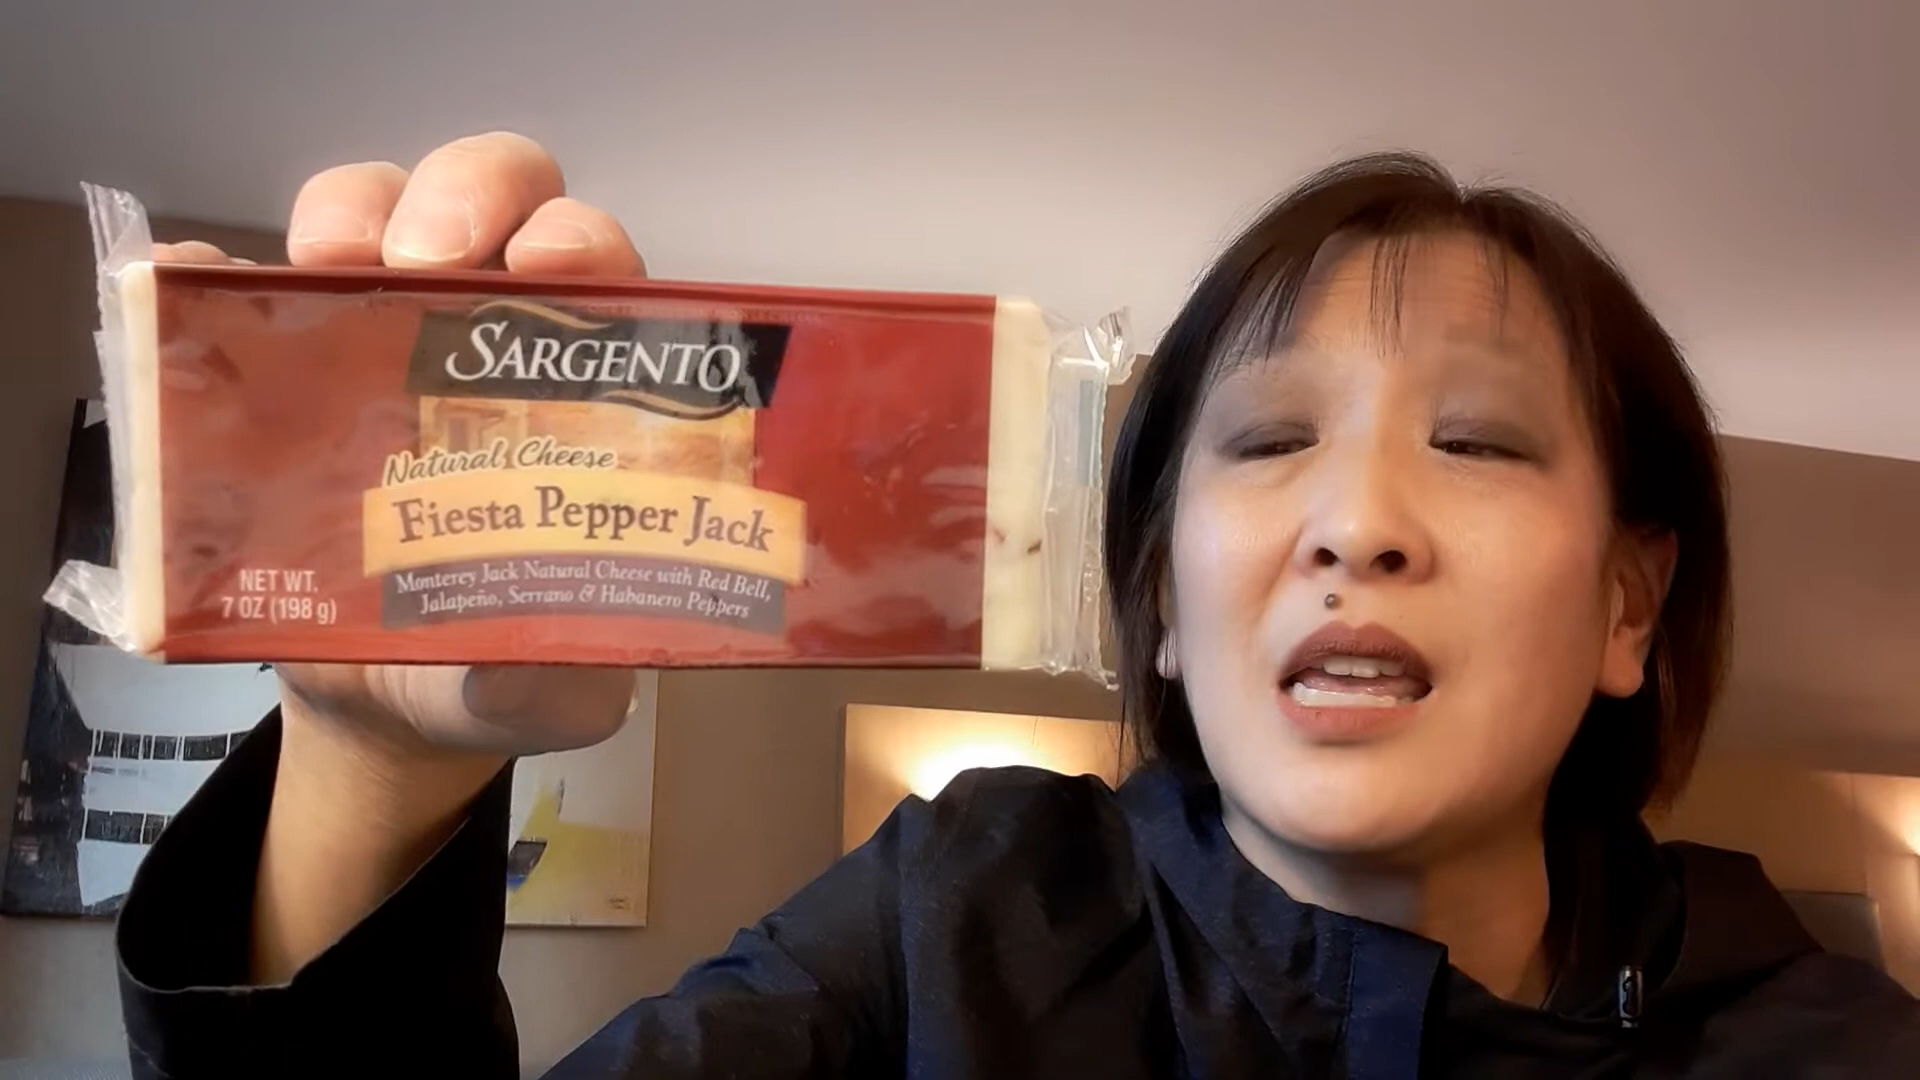 SARGENTO
Natural Cheese
Fiesta Pepper Jack
Monterey Jack Natural Cheese with Red Bell,
Jalapeño, Serrano & Habanero Peppers
NET WT.
7 OZ (198 g)